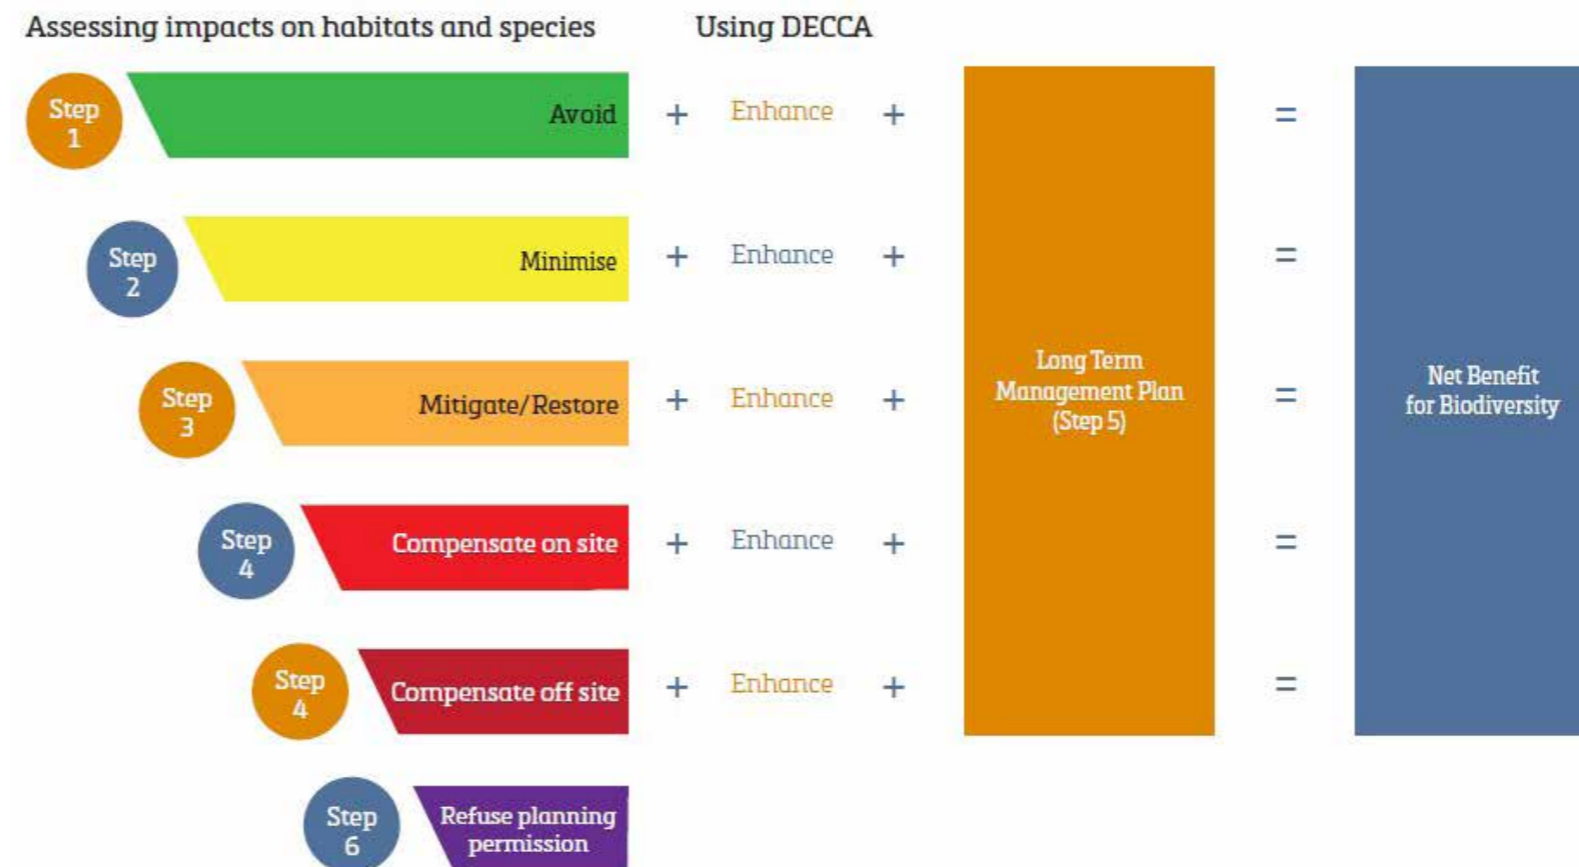 Assessing impacts on habitats and species
Using DECCA
Step
1
Avoid
+ Enhance + =
Step
2
Minimise
+ Enhance + =
Step
3
Mitigate/Restore
+ Enhance + =
Long Term
Management Plan
(Step 5)
Net Benefit
for Biodiversity
Step
4
Compensate on site
+ Enhance + =
Step
4
Compensate off site
+ Enhance + =
Step
6
Refuse planning
permission